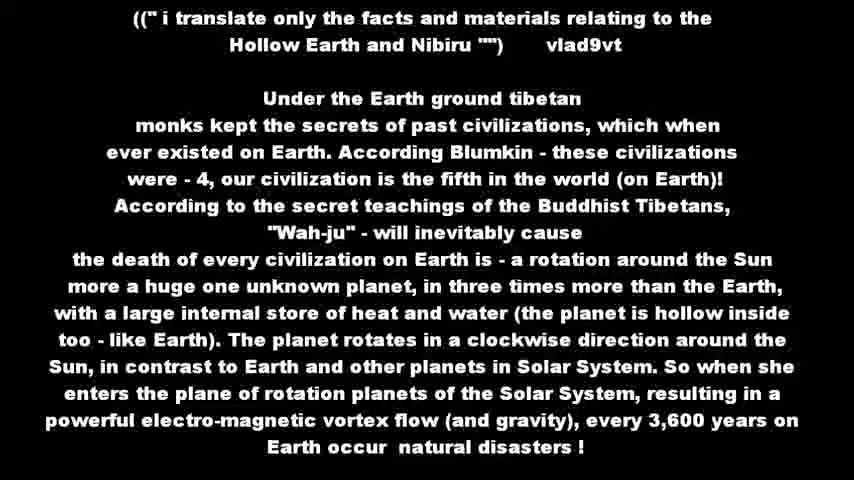 ((" i translate only the facts and materials relating to the
Hollow Earth and Nibiru "") vlad9vt
Under the Earth ground tibetan
monks kept the secrets of past civilizations, which when
ever existed on Earth. According Blumkin - these civilizations
were - 4, our civilization is the fifth in the world (on Earth)!
According to the secret teachings of the Buddhist Tibetans,
"Wah-ju" - will inevitably cause
the death of every civilization on Earth is - a rotation around the Sun
more a huge one unknown planet, in three times more than the Earth,
with a large internal store of heat and water (the planet is hollow inside
too - like Earth). The planet rotates in a clockwise direction around the
Sun, in contrast to Earth and other planets in Solar System. So when she
enters the plane of rotation planets of the Solar System, resulting in a
powerful electro-magnetic vortex flow (and gravity), every 3,600 years on
Earth occur natural disasters !